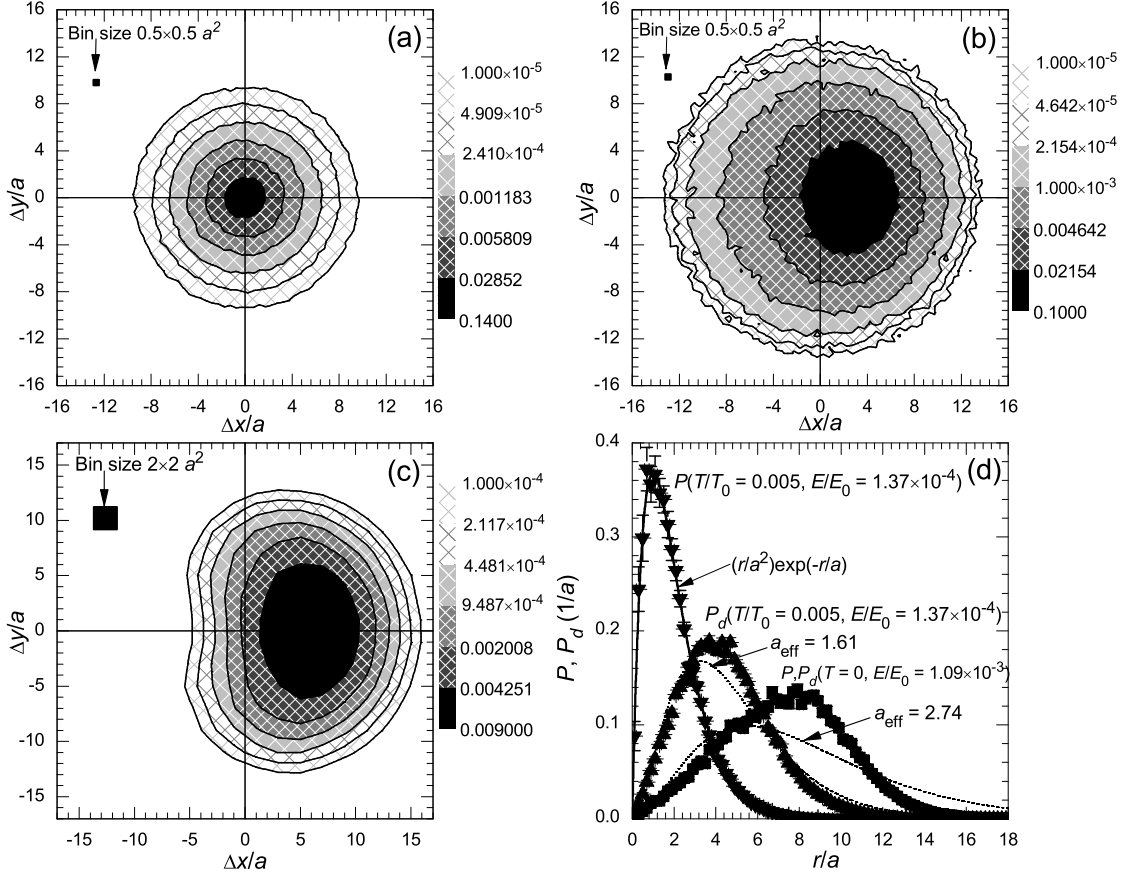 (a)
Bin size 0.5×0.5 a²
16
12
8
4
0
-4
-8
-12
-16
Δy/a
-16 -12 -8 -4 0 4 8 12 16
Δx/a
1.000×10⁻⁵
4.909×10⁻⁵
2.410×10⁻⁴
0.001183
0.005809
0.02852
0.1400
(b)
Bin size 0.5×0.5 a²
16
12
8
4
0
-4
-8
-12
-16
Δy/a
-16 -12 -8 -4 0 4 8 12 16
Δx/a
1.000×10⁻⁵
4.642×10⁻⁵
2.154×10⁻⁴
1.000×10⁻³
0.004642
0.02154
0.1000
(c)
Bin size 2×2 a²
15
10
5
0
-5
-10
-15
Δy/a
-15 -10 -5 0 5 10 15
Δx/a
1.000×10⁻⁴
2.117×10⁻⁴
4.481×10⁻⁴
9.487×10⁻⁴
0.002008
0.004251
0.009000
(d)
0.4
0.3
0.2
0.1
0.0
P, P_d (1/a)
P(T/T₀ = 0.005, E/E₀ = 1.37×10⁻⁴)
(r/a²)exp(-r/a)
P_d(T/T₀ = 0.005, E/E₀ = 1.37×10⁻⁴)
a_eff = 1.61
P,P_d(T = 0, E/E₀ = 1.09×10⁻³)
a_eff = 2.74
0 2 4 6 8 10 12 14 16 18
r/a